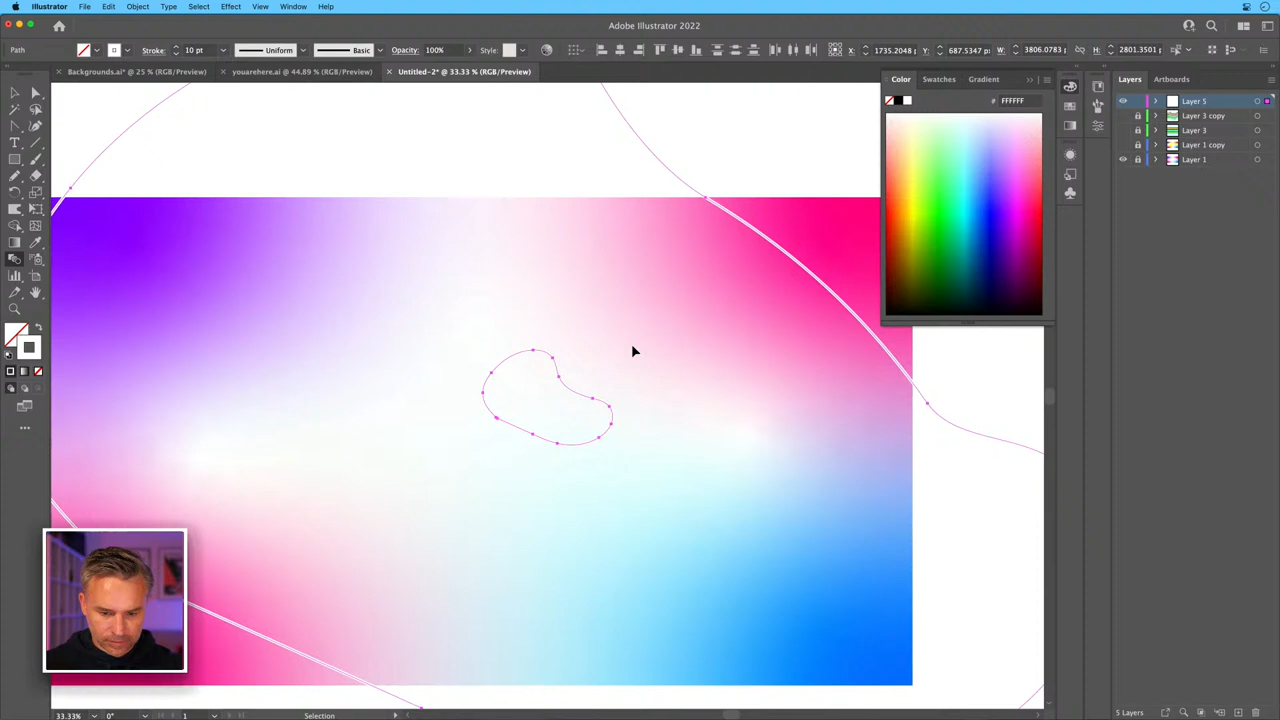 Illustrator File Edit Object Type Select Effect View Window Help
Adobe Illustrator 2022
Path Stroke: 10 pt Uniform Basic Opacity: 100% Style: X: 1735.2048 Y: 687.5347 W: 3806.0783 H: 2801.3501
Backgrounds.ai* @ 25 % (RGB/Preview) youarehere.ai @ 44.89 % (RGB/Preview) Untitled-2* @ 33.33 % (RGB/Preview)
Color Swatches Gradient
# FFFFFF
Layers Artboards
Layer 5
Layer 3 copy
Layer 3
Layer 1 copy
Layer 1
33.33% 0° 1 Selection
5 Layers